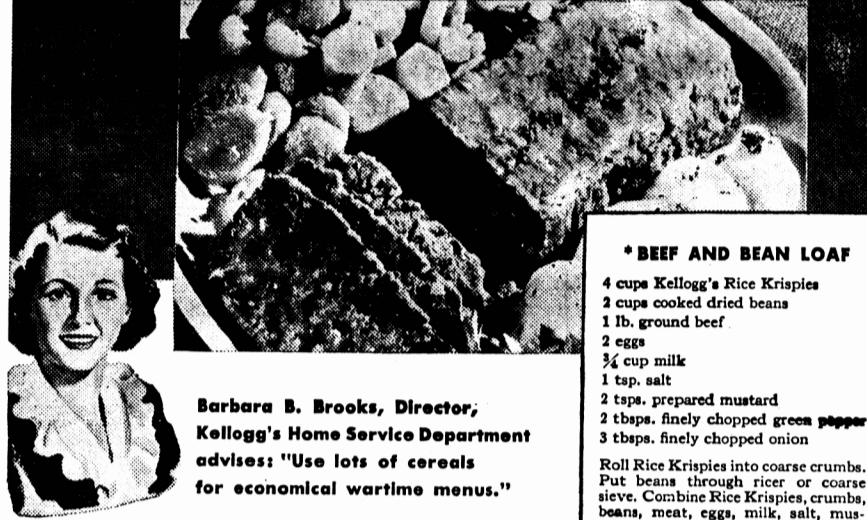 Barbara B. Brooks, Director,
Kellogg's Home Service Department
advises: "Use lots of cereals
for economical wartime menus."
* BEEF AND BEAN LOAF
4 cups Kellogg's Rice Krispies
2 cups cooked dried beans
1 lb. ground beef
2 eggs
¾ cup milk
1 tsp. salt
2 tsps. prepared mustard
2 tbsps. finely chopped green pepper
3 tbsps. finely chopped onion
Roll Rice Krispies into coarse crumbs.
Put beans through ricer or coarse
sieve. Combine Rice Krispies, crumbs,
beans, meat, eggs, milk, salt, mus-